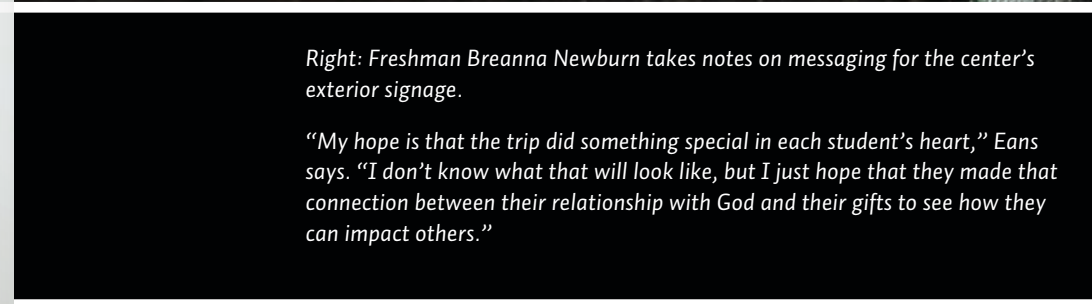 Right: Freshman Breanna Newburn takes notes on messaging for the center’s
exterior signage.
“My hope is that the trip did something special in each student’s heart,” Eans
says. “I don’t know what that will look like, but I just hope that they made that
connection between their relationship with God and their gifts to see how they
can impact others.”